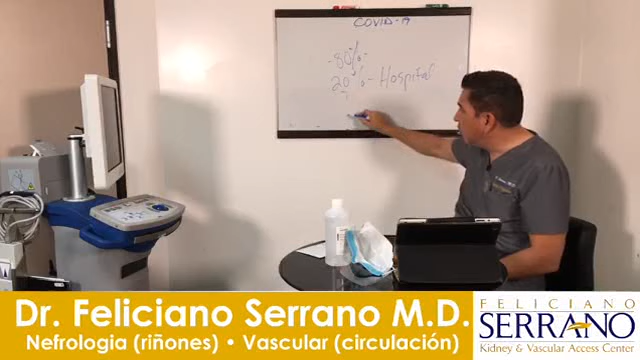 COVID-19
-80%-
20%- Hospital
Dr. Feliciano Serrano M.D.
Nefrologia (riñones) • Vascular (circulación)
FELICIANO
SERRANO
Kidney & Vascular Access Center